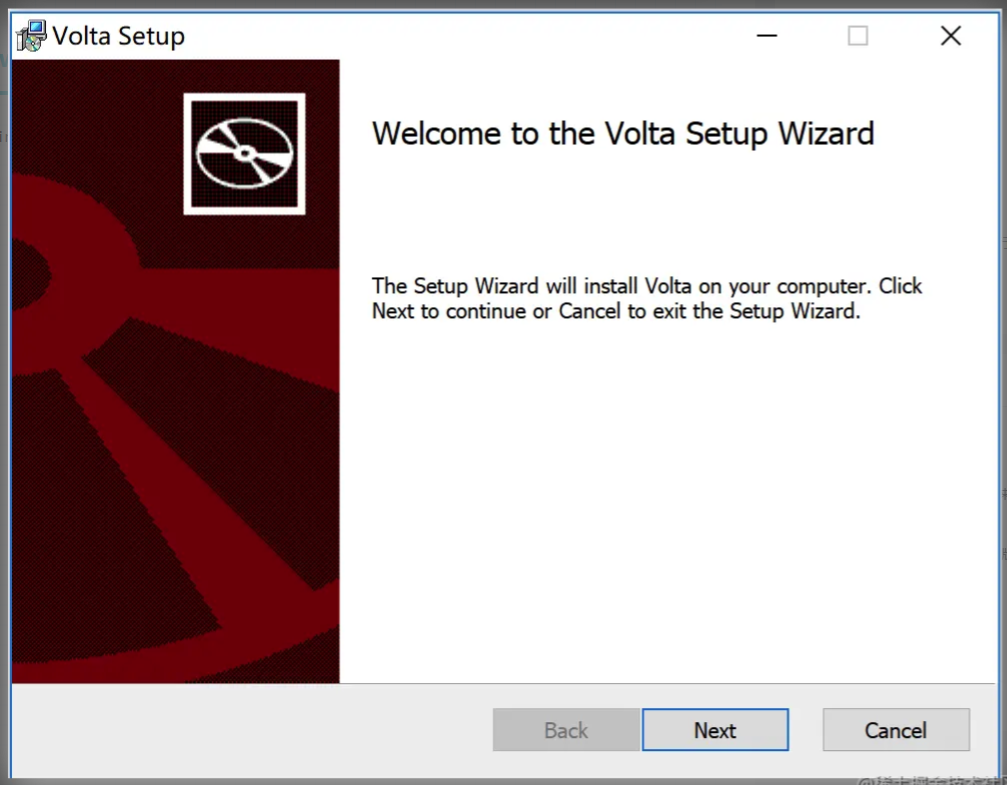 Volta Setup
Welcome to the Volta Setup Wizard
The Setup Wizard will install Volta on your computer. Click
Next to continue or Cancel to exit the Setup Wizard.
Back
Next
Cancel